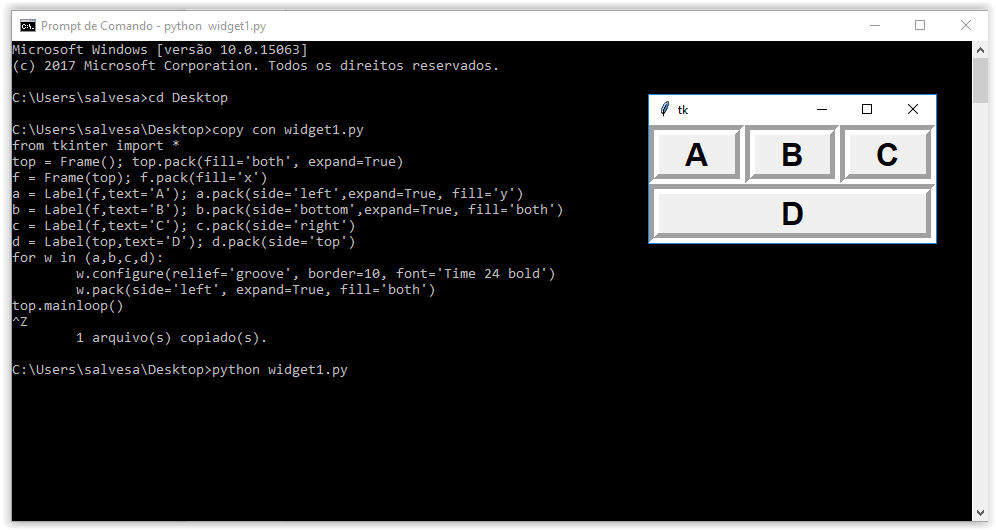 Prompt de Comando - python  widget1.py
Microsoft Windows [versão 10.0.15063]
(c) 2017 Microsoft Corporation. Todos os direitos reservados.
C:\Users\salvesa>cd Desktop
C:\Users\salvesa\Desktop>copy con widget1.py
from tkinter import *
top = Frame(); top.pack(fill='both', expand=True)
f = Frame(top); f.pack(fill='x')
a = Label(f,text='A'); a.pack(side='left',expand=True, fill='y')
b = Label(f,text='B'); b.pack(side='bottom',expand=True, fill='both')
c = Label(f,text='C'); c.pack(side='right')
d = Label(top,text='D'); d.pack(side='top')
for w in (a,b,c,d):
        w.configure(relief='groove', border=10, font='Time 24 bold')
        w.pack(side='left', expand=True, fill='both')
top.mainloop()
^Z
        1 arquivo(s) copiado(s).
C:\Users\salvesa\Desktop>python widget1.py
tk
A B C
D